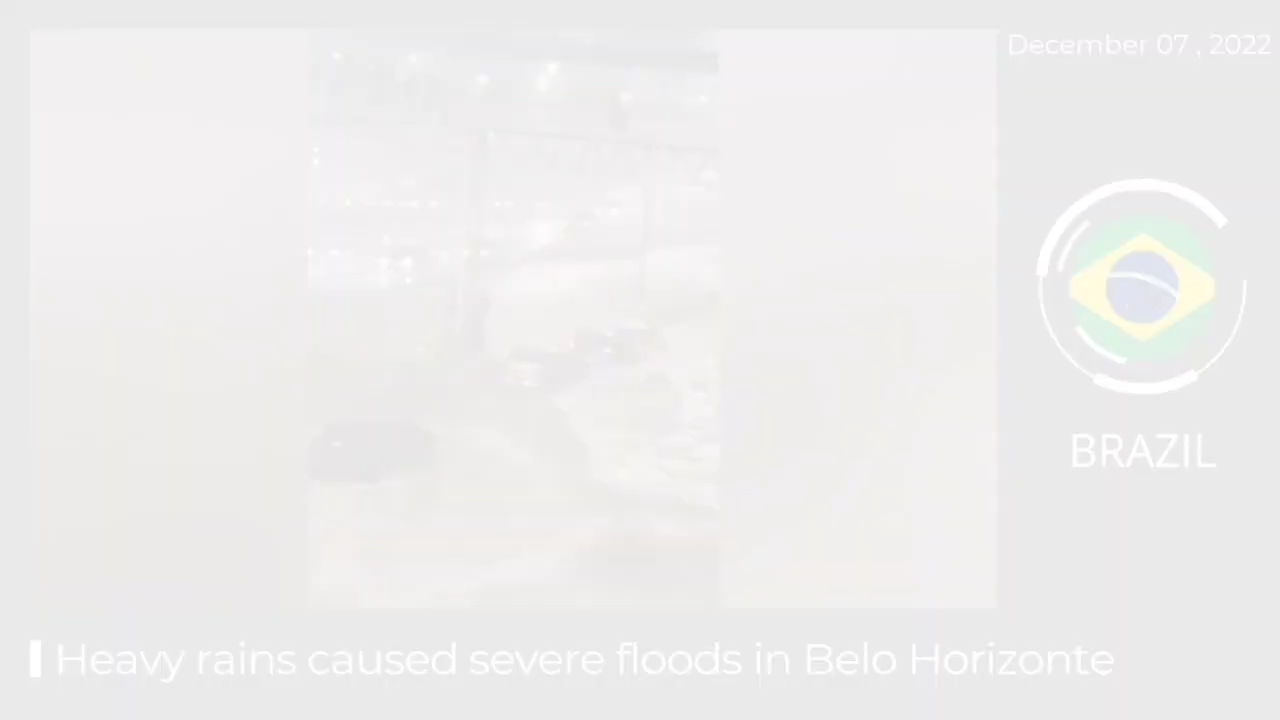 December 07 , 2022
BRAZIL
Heavy rains caused severe floods in Belo Horizonte